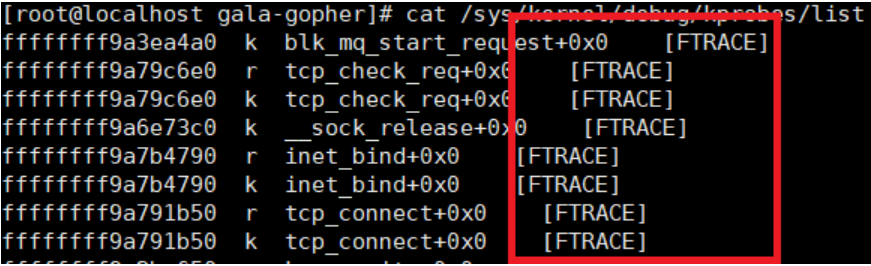 [root@localhost gala-gopher]# cat /sys/kernel/debug/kprobes/list
ffffffff9a3ea4a0 k blk_mq_start_request+0x0 [FTRACE]
ffffffff9a79c6e0 r tcp_check_req+0x0 [FTRACE]
ffffffff9a79c6e0 k tcp_check_req+0x0 [FTRACE]
ffffffff9a6e73c0 k __sock_release+0x0 [FTRACE]
ffffffff9a7b4790 r inet_bind+0x0 [FTRACE]
ffffffff9a7b4790 k inet_bind+0x0 [FTRACE]
ffffffff9a791b50 r tcp_connect+0x0 [FTRACE]
ffffffff9a791b50 k tcp_connect+0x0 [FTRACE]